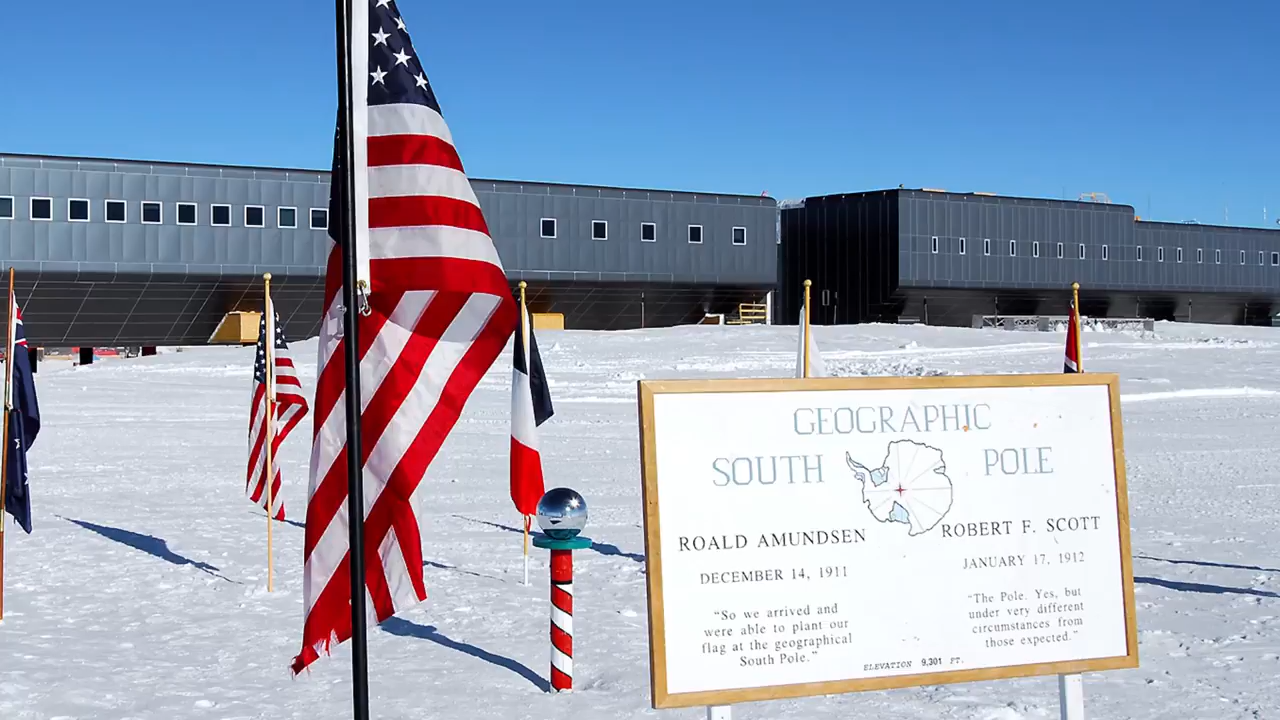 GEOGRAPHIC
SOUTH POLE
ROALD AMUNDSEN
DECEMBER 14, 1911
“So we arrived and
were able to plant our
flag at the geographical
South Pole.”
ROBERT F. SCOTT
JANUARY 17, 1912
“The Pole. Yes, but
under very different
circumstances from
those expected.”
ELEVATION 9,301 FT.